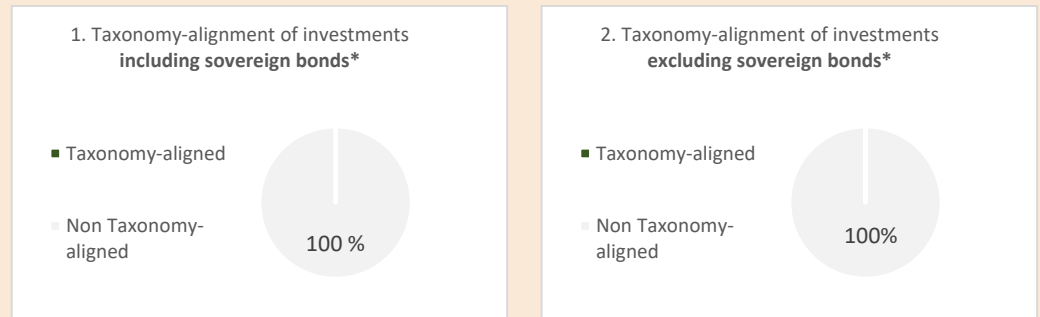 1. Taxonomy-alignment of investments
including sovereign bonds*
Taxonomy-aligned
Non Taxonomy-
aligned
100 %
2. Taxonomy-alignment of investments
excluding sovereign bonds*
Taxonomy-aligned
Non Taxonomy-
aligned
100%